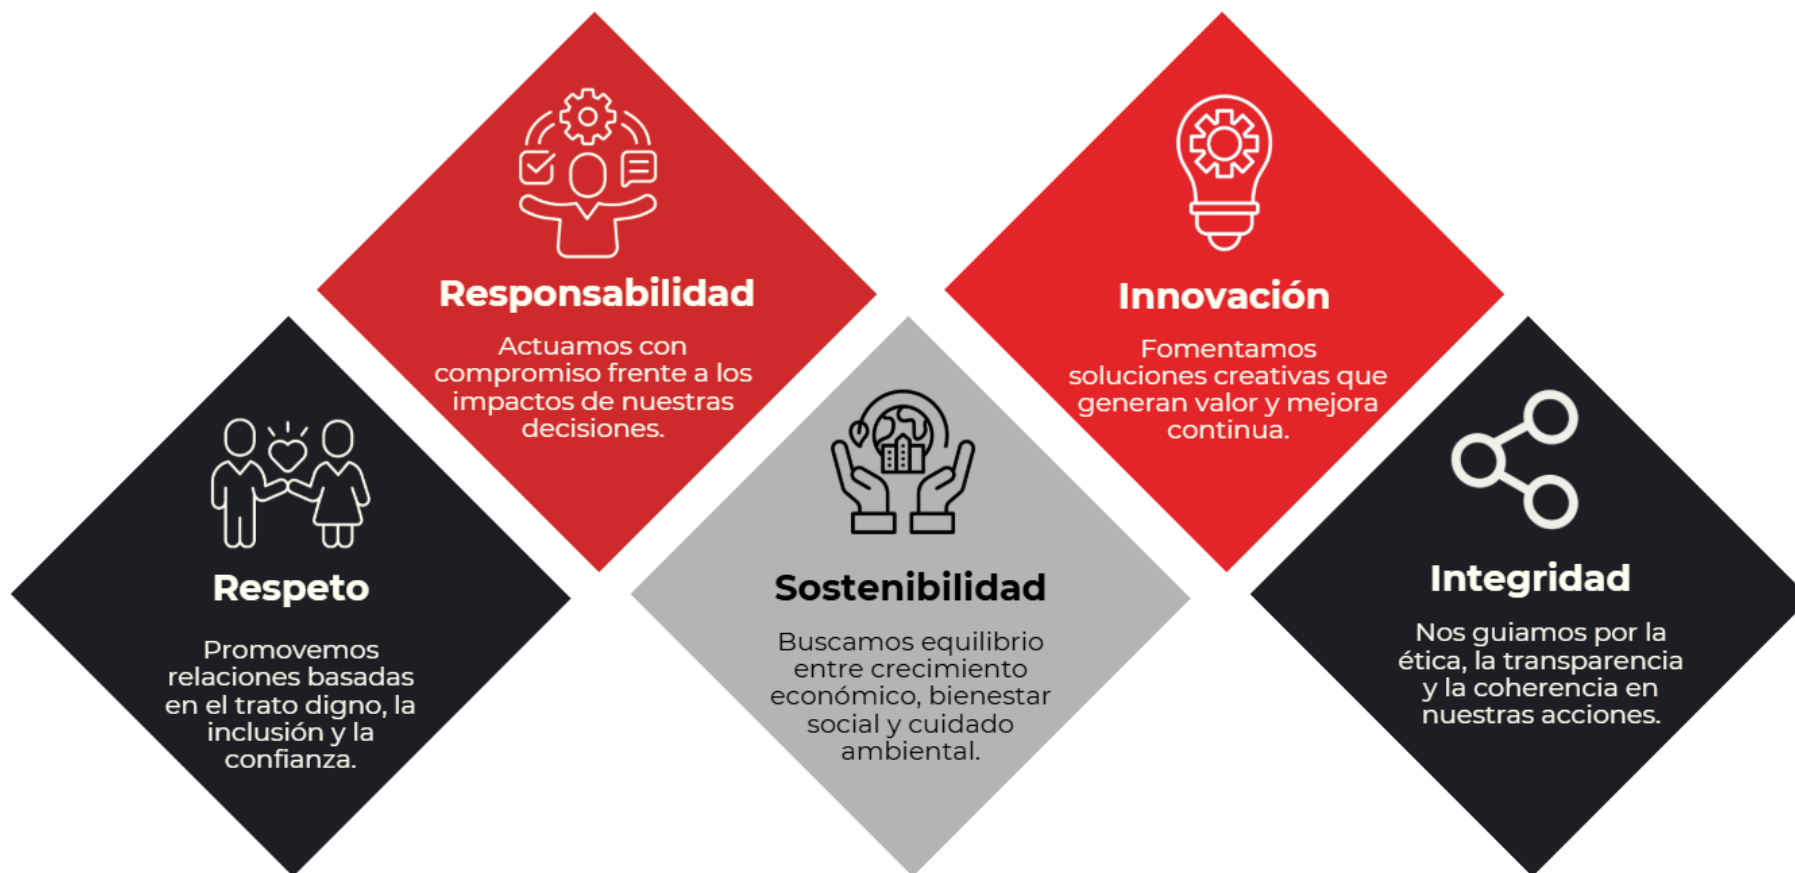 Responsabilidad
Actuamos con
compromiso frente a los
impactos de nuestras
decisiones.
Innovación
Fomentamos
soluciones creativas que
generan valor y mejora
continua.
Respeto
Promovemos
relaciones basadas
en el trato digno, la
inclusión y la
confianza.
Sostenibilidad
Buscamos equilibrio
entre crecimiento
económico, bienestar
social y cuidado
ambiental.
Integridad
Nos guiamos por la
ética, la transparencia
y la coherencia en
nuestras acciones.